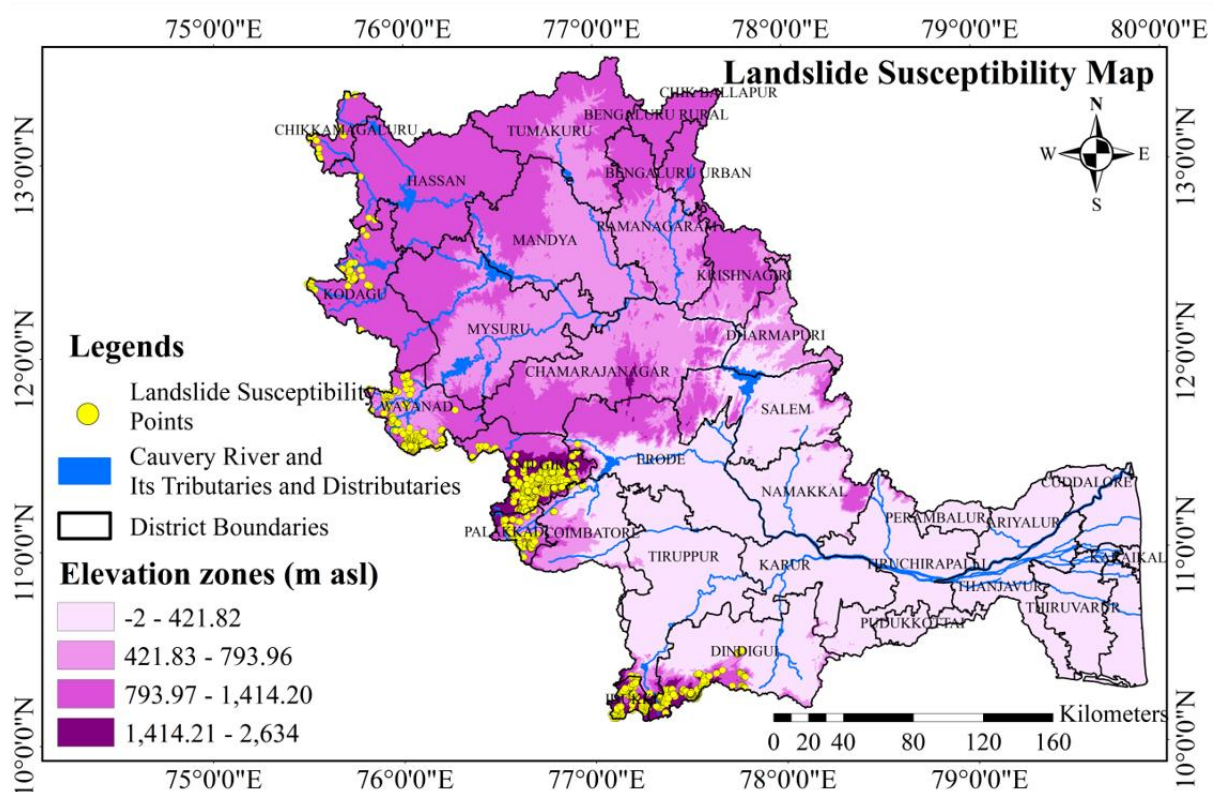 75°0'0"E 76°0'0"E 77°0'0"E 78°0'0"E 79°0'0"E 80°0'0"E
Landslide Susceptibility Map
N
W E
S
13°0'0"N
12°0'0"N
11°0'0"N
10°0'0"N
13°0'0"N
12°0'0"N
11°0'0"N
10°0'0"N
CHIKKAMAGALURU
TUMAKURU
CHIK BALLAPUR
BENGALURU RURAL
HASSAN
BENGALURU URBAN
MANDYA
RAMANAGARAM
KRISHNAGIRI
KODAGU
MYSURU
DHARMAPURI
CHAMARAJANAGAR
WAYANAD
SALEM
ERODE
NAMAKKAL
CUDDALORE
PERAMBALUR
ARIYALUR
PALAKKAD
COIMBATORE
TIRUPPUR
KARUR
TIRUCHIRAPALLI
KARAIKAL
THANJAVUR
THIRUVARUR
PUDUKKOTTAI
DINDIGUL
Legends
Landslide Susceptibility
Points
Cauvery River and
Its Tributaries and Distributaries
District Boundaries
Elevation zones (m asl)
-2 - 421.82
421.83 - 793.96
793.97 - 1,414.20
1,414.21 - 2,634
Kilometers
0 20 40 80 120 160
75°0'0"E 76°0'0"E 77°0'0"E 78°0'0"E 79°0'0"E